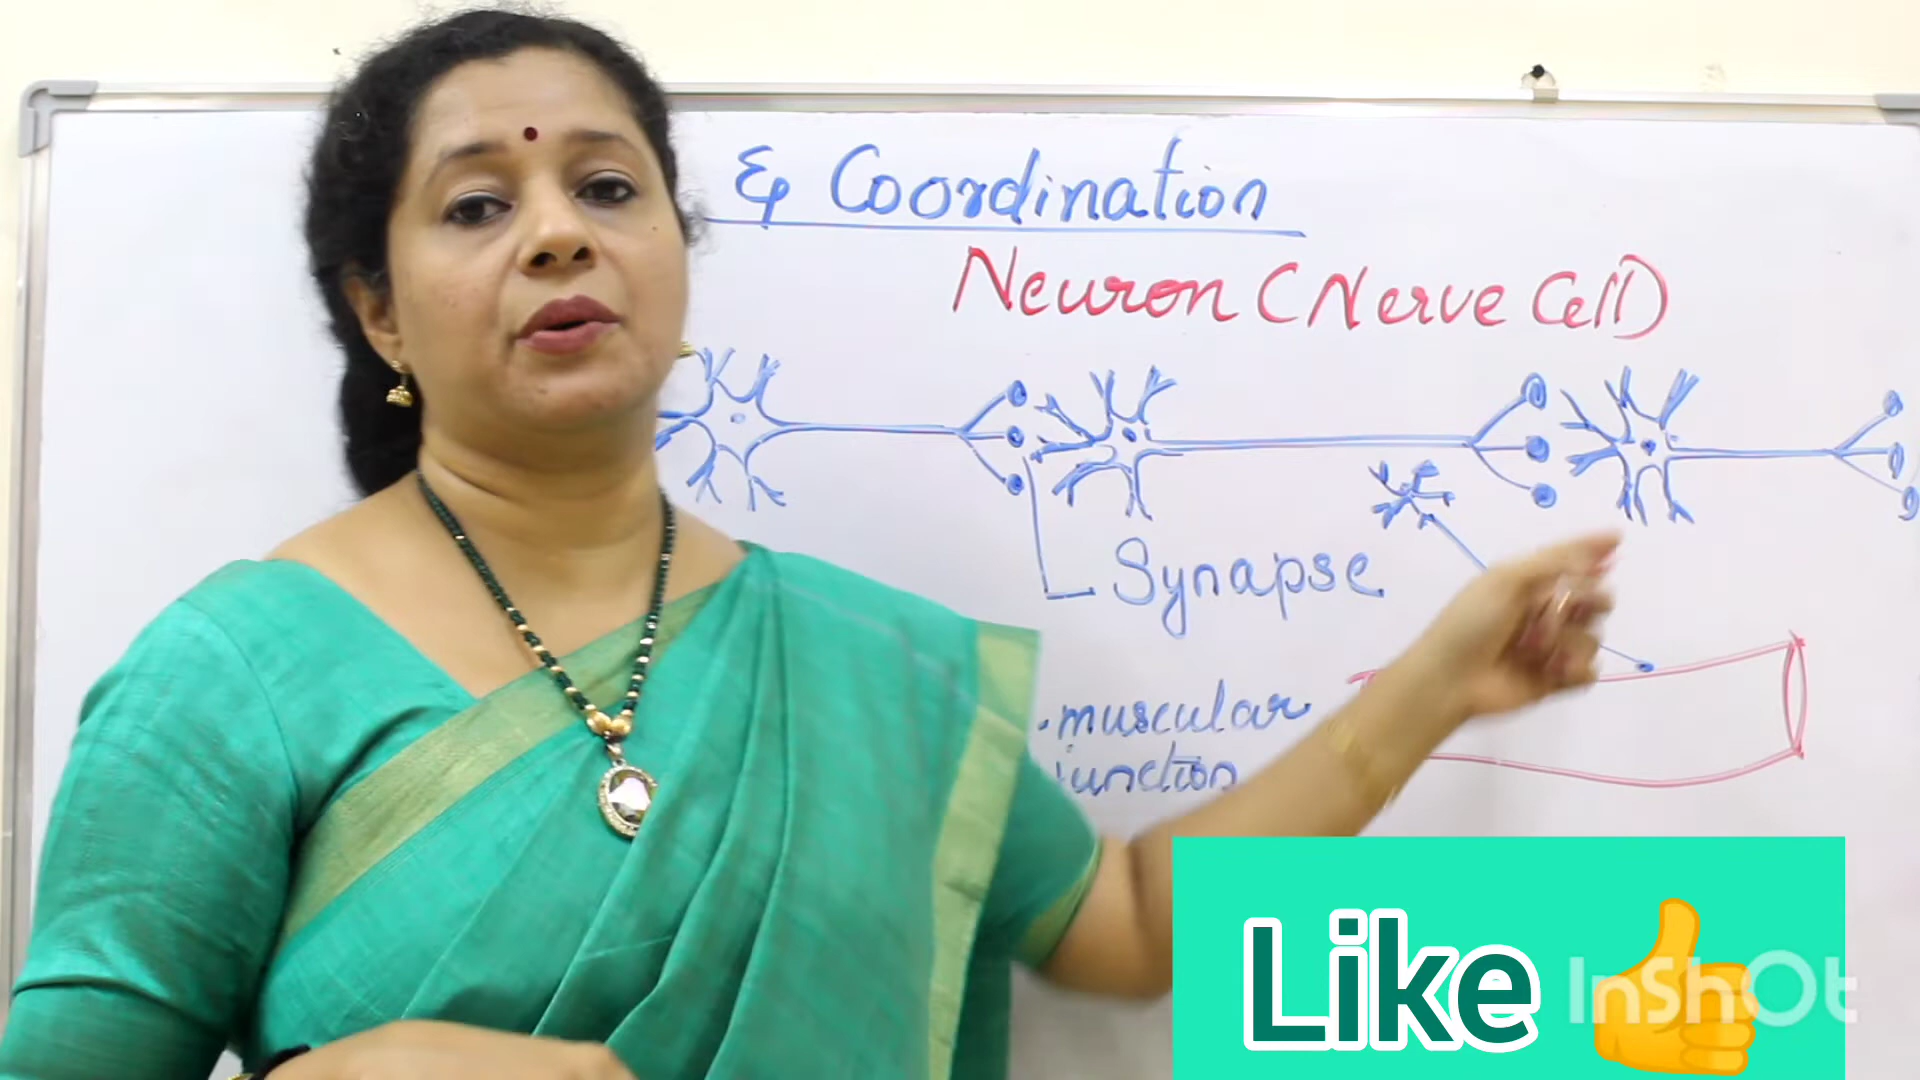 & Coordination
Neuron (Nerve Cell)
Synapse
-muscular
junction
Like
InShOt